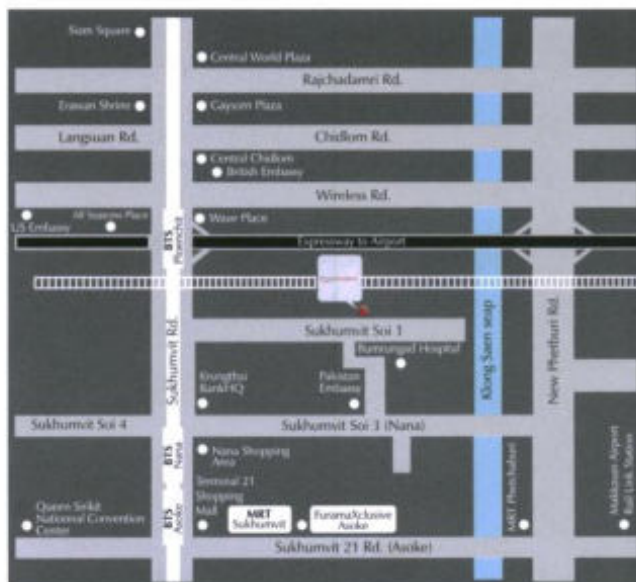 Siam Square
Central World Plaza
Rajchadamri Rd.
Erawan Shrine
Gaysorn Plaza
Langsuan Rd.
Chidlom Rd.
Central Chidlom
British Embassy
Wireless Rd.
US Embassy
All Seasons Place
Wave Place
BTS
Ploenchit
Expressway to Airport
Sukhumvit Rd.
Sukhumvit Soi 1
Bumrungrad Hospital
Klong Saen seap
New Phetburi Rd.
Krungthai
BankHQ
Pakistan
Embassy
Sukhumvit Soi 4
Sukhumvit Soi 3 (Nana)
BTS
Nana
Nana Shopping
Area
Terminal 21
Shopping
Mall
MRT
Sukhumvit
FuramaXclusive
Asoke
MRT Phetchaburi
Makkasan Airport
Rail Link Station
Queen Sirikit
National Convention
Center
BTS
Asoke
Sukhumvit 21 Rd. (Asoke)